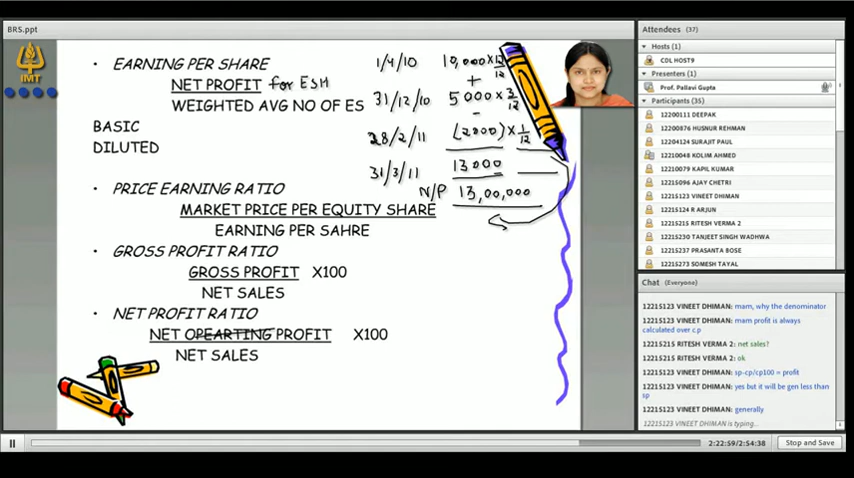 BRS.ppt
IMT
• EARNING PER SHARE
NET PROFIT for ESH
WEIGHTED AVG NO OF ES
BASIC
DILUTED
1/4/10 10,000 × 12/12
+
31/12/10 5000 × 3/12
-
28/2/11 (2000) × 1/12
31/3/11 13000
N/P 13,00,000
• PRICE EARNING RATIO
MARKET PRICE PER EQUITY SHARE
EARNING PER SAHRE
• GROSS PROFIT RATIO
GROSS PROFIT X100
NET SALES
• NET PROFIT RATIO
NET OPEARTING PROFIT X100
NET SALES
Attendees (37)
Hosts (1)
CDL HOST9
Presenters (1)
Prof. Pallavi Gupta
Participants (35)
12200111 DEEPAK
12200876 HUSNUR REHMAN
12204124 SURAJIT PAUL
12210048 KOLIM AHMED
12210079 KAPIL KUMAR
12215096 AJAY CHETRI
12215123 VINEET DHIMAN
12215124 R ARJUN
12215215 RITESH VERMA 2
12215230 TANJEET SINGH WADHWA
12215237 PRASANTA BOSE
12215273 SOMESH TAYAL
Chat (Everyone)
12215123 VINEET DHIMAN: mam, why the denominator
12215123 VINEET DHIMAN: mam profit is always
calculated over c.p
12215215 RITESH VERMA 2: net sales?
12215215 RITESH VERMA 2: ok
12215123 VINEET DHIMAN: sp-cp/cp100 = profit
12215123 VINEET DHIMAN: yes but it will be gen less than
sp
12215123 VINEET DHIMAN: generally
12215123 VINEET DHIMAN is typing...
2:22:59/2:54:38
Stop and Save